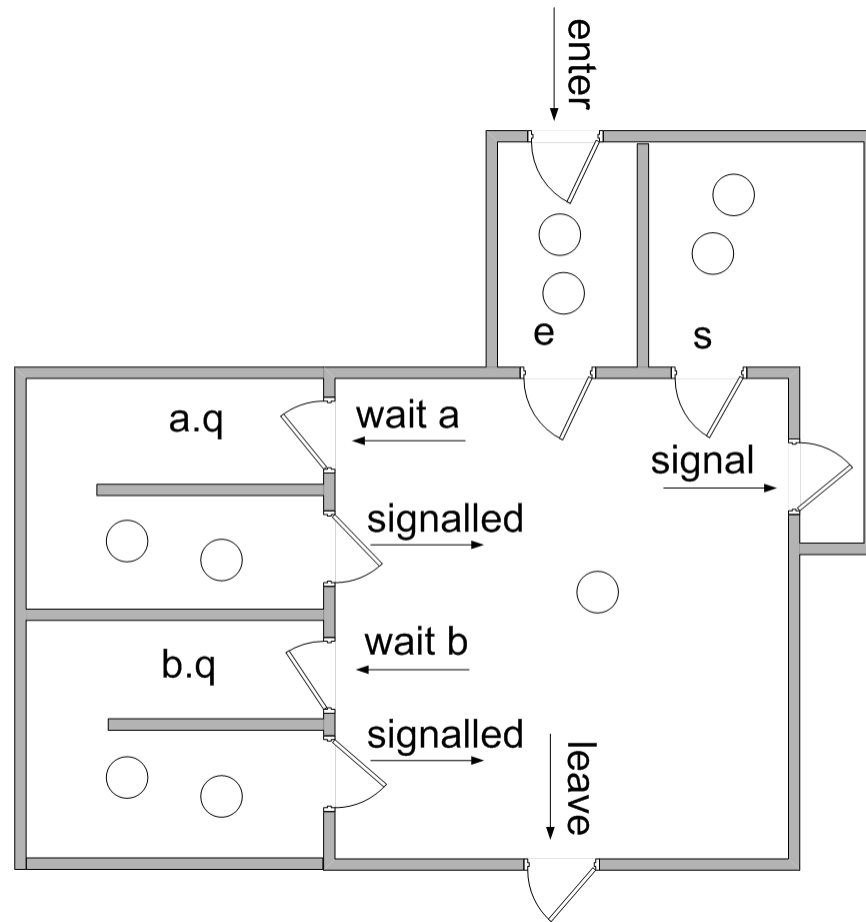 enter
e
s
a.q
wait a
signal
signalled
b.q
wait b
signalled
leave